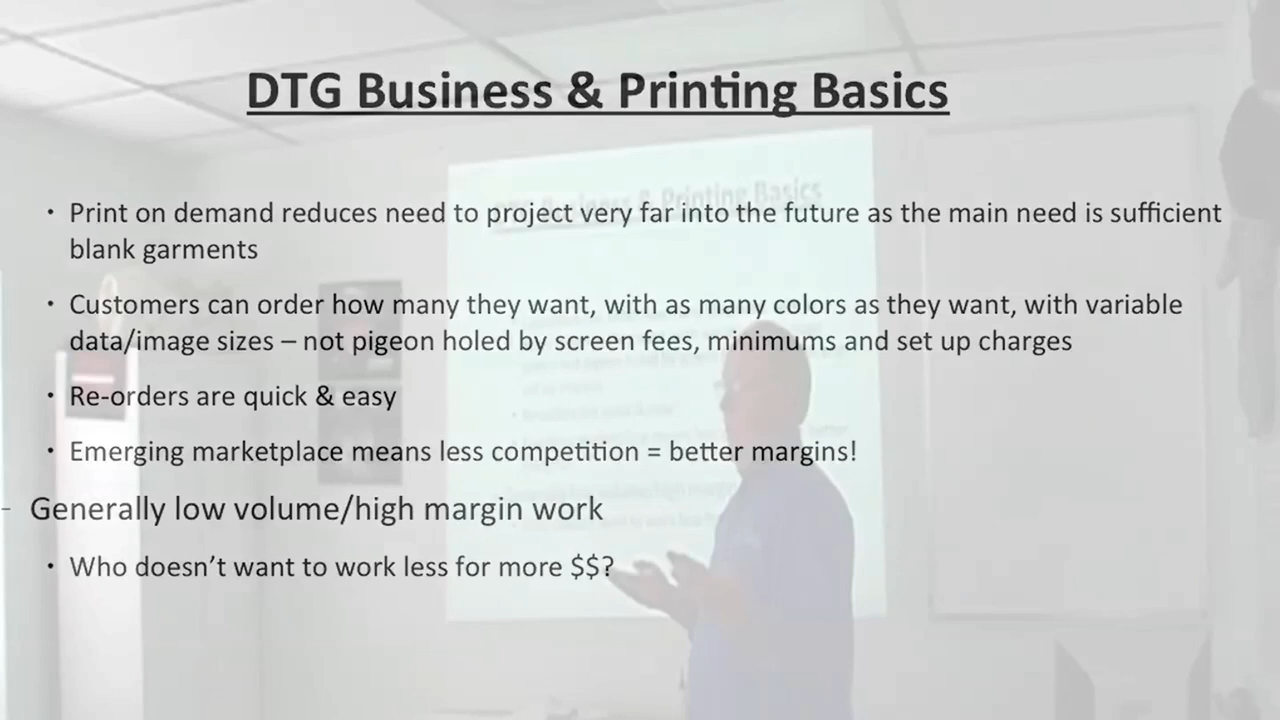 DTG Business & Printing Basics
• Print on demand reduces need to project very far into the future as the main need is sufficient
blank garments
• Customers can order how many they want, with as many colors as they want, with variable
data/image sizes – not pigeon holed by screen fees, minimums and set up charges
• Re-orders are quick & easy
• Emerging marketplace means less competition = better margins!
- Generally low volume/high margin work
• Who doesn't want to work less for more $$?
Printing Basics